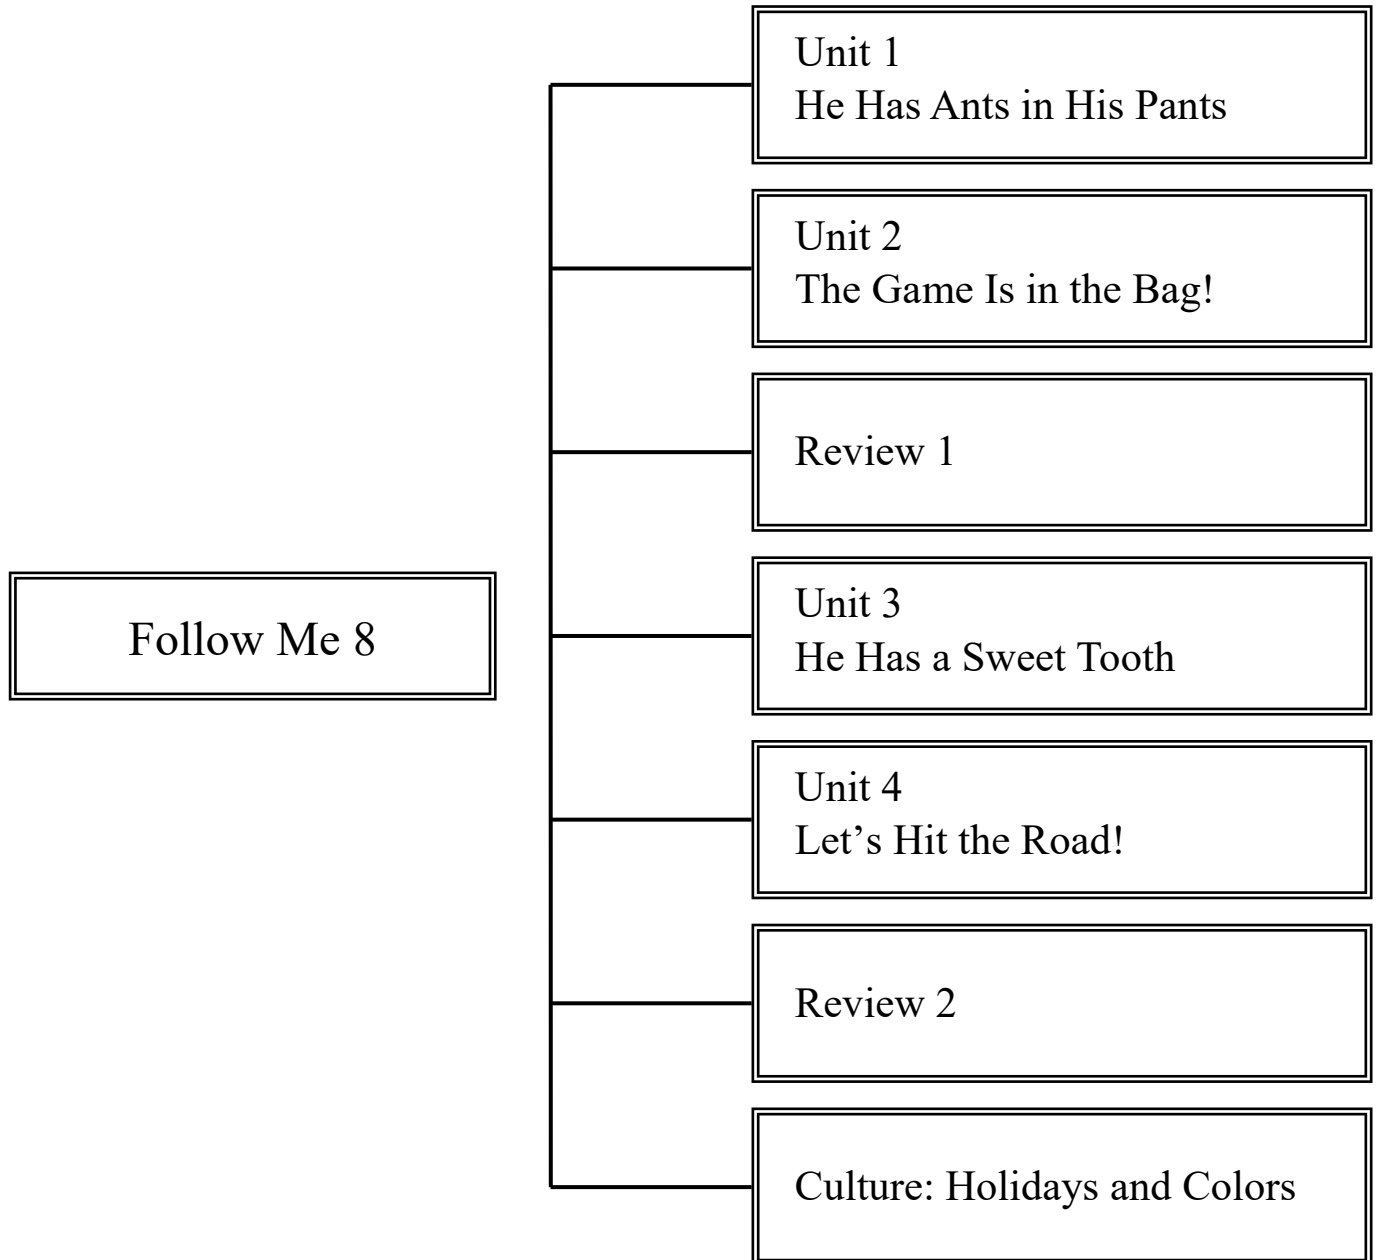 Follow Me 8
Unit 1
He Has Ants in His Pants
Unit 2
The Game Is in the Bag!
Review 1
Unit 3
He Has a Sweet Tooth
Unit 4
Let’s Hit the Road!
Review 2
Culture: Holidays and Colors